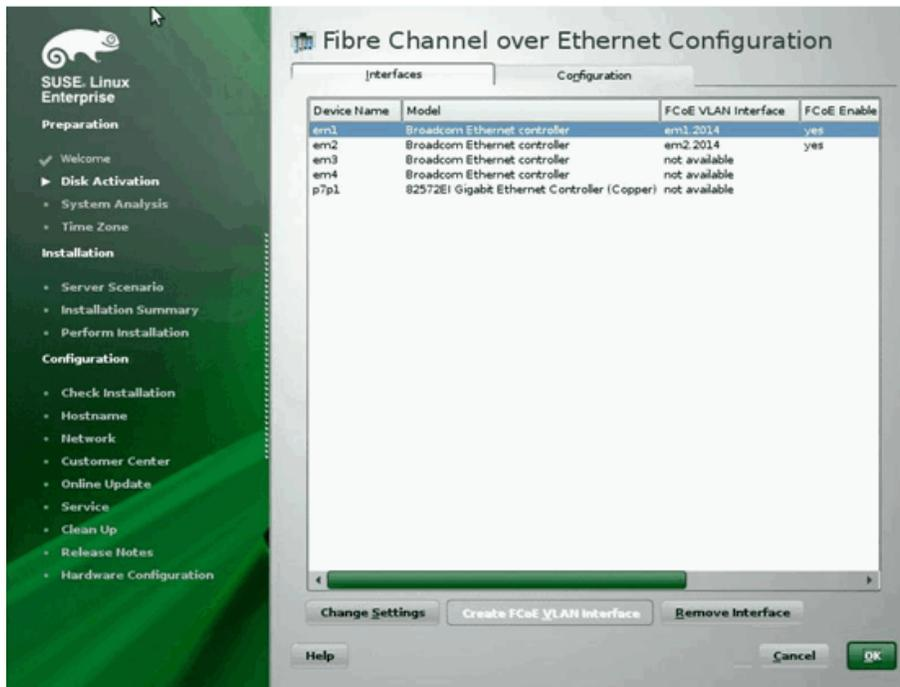 SUSE. Linux
Enterprise
Preparation
Welcome
Disk Activation
System Analysis
Time Zone
Installation
Server Scenario
Installation Summary
Perform Installation
Configuration
Check Installation
Hostname
Network
Customer Center
Online Update
Service
Clean Up
Release Notes
Hardware Configuration
Fibre Channel over Ethernet Configuration
Interfaces Configuration
Device Name Model FCoE VLAN Interface FCoE Enable
em1 Broadcom Ethernet controller em1.2014 yes
em2 Broadcom Ethernet controller em2.2014 yes
em3 Broadcom Ethernet controller not available
em4 Broadcom Ethernet controller not available
p7p1 82572EI Gigabit Ethernet Controller (Copper) not available
Change Settings Create FCoE VLAN Interface Remove Interface
Help Cancel OK